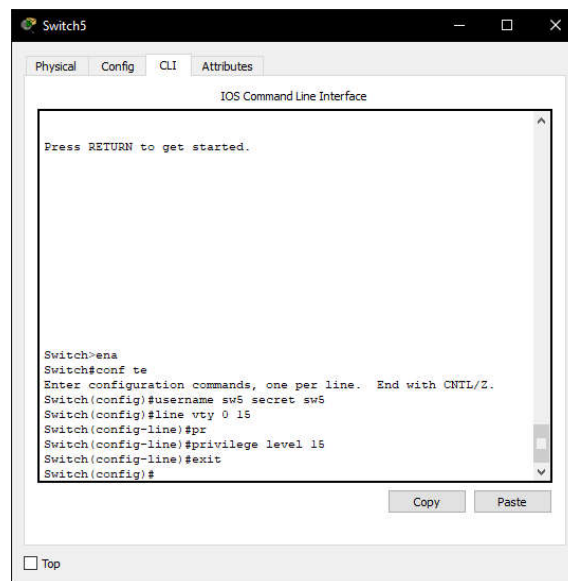 Switch5
Physical Config CLI Attributes
IOS Command Line Interface
Press RETURN to get started.
Switch>ena
Switch#conf te
Enter configuration commands, one per line.  End with CNTL/Z.
Switch(config)#username sw5 secret sw5
Switch(config)#line vty 0 15
Switch(config-line)#pr
Switch(config-line)#privilege level 15
Switch(config-line)#exit
Switch(config)#
Copy Paste
Top